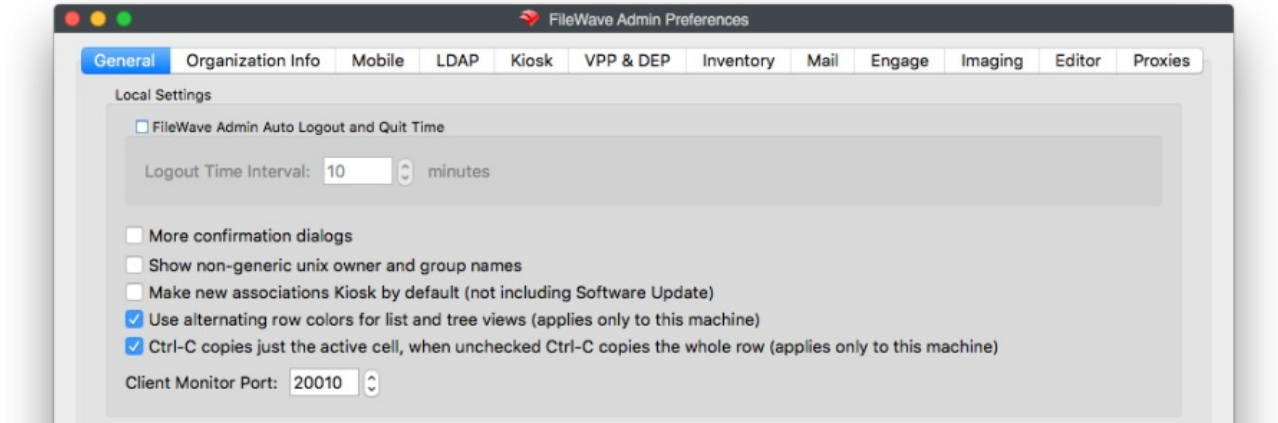 FileWave Admin Preferences
General Organization Info Mobile LDAP Kiosk VPP & DEP Inventory Mail Engage Imaging Editor Proxies
Local Settings
FileWave Admin Auto Logout and Quit Time
Logout Time Interval: 10 minutes
More confirmation dialogs
Show non-generic unix owner and group names
Make new associations Kiosk by default (not including Software Update)
Use alternating row colors for list and tree views (applies only to this machine)
Ctrl-C copies just the active cell, when unchecked Ctrl-C copies the whole row (applies only to this machine)
Client Monitor Port: 20010